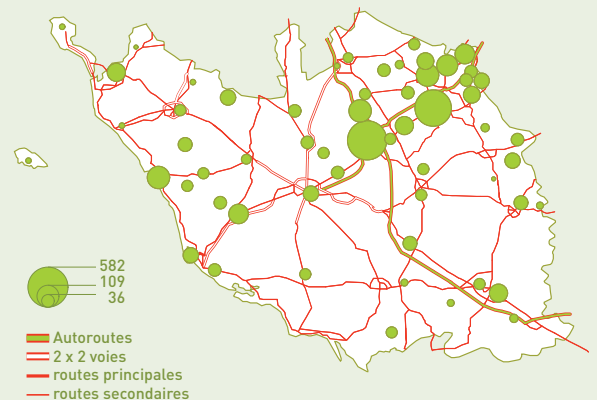 582
109
36
Autoroutes
2 x 2 voies
routes principales
routes secondaires